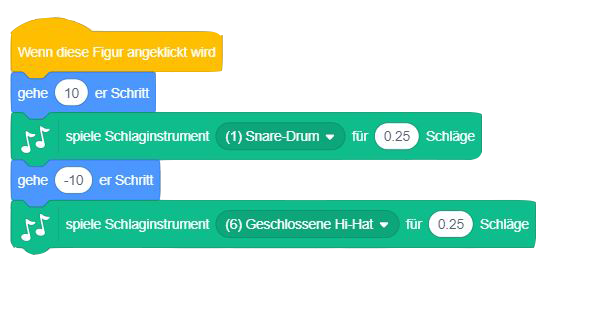 Wenn diese Figur angeklickt wird
gehe 10 er Schritt
spiele Schlaginstrument (1) Snare-Drum für 0.25 Schläge
gehe -10 er Schritt
spiele Schlaginstrument (6) Geschlossene Hi-Hat für 0.25 Schläge